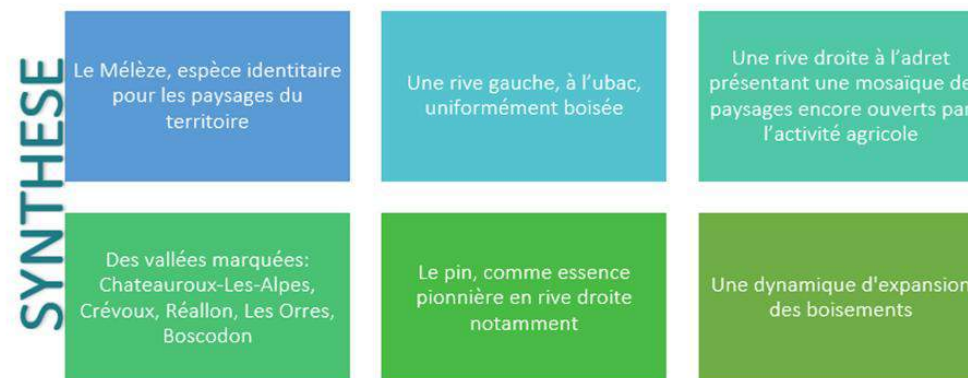 SYNTHESE
Le Mélèze, espèce identitaire
pour les paysages du
territoire
Une rive gauche, à l'ubac,
uniformément boisée
Une rive droite à l'adret
présentant une mosaïque de
paysages encore ouverts par
l'activité agricole
Des vallées marquées:
Chateauroux-Les-Alpes,
Crévoux, Réallon, Les Orres,
Boscodon
Le pin, comme essence
pionnière en rive droite
notamment
Une dynamique d'expansion
des boisements